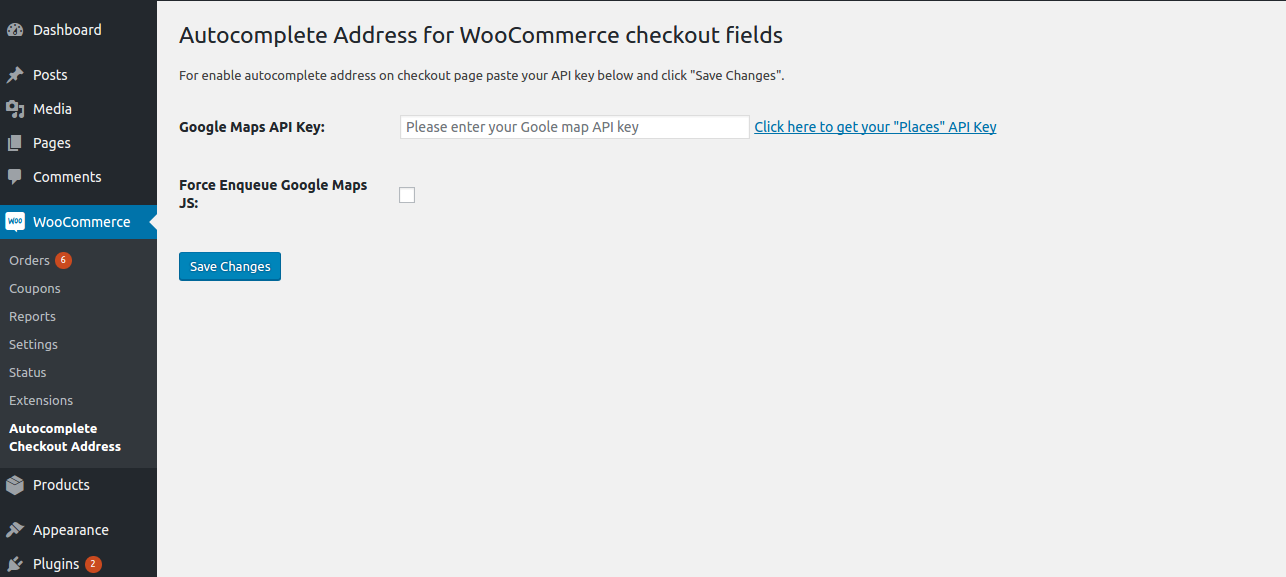 Dashboard
Posts
Media
Pages
Comments
woo WooCommerce
Orders 6
Coupons
Reports
Settings
Status
Extensions
Autocomplete
Checkout Address
Products
Appearance
Plugins 2
Autocomplete Address for WooCommerce checkout fields
For enable autocomplete address on checkout page paste your API key below and click "Save Changes".
Google Maps API Key: Please enter your Goole map API key Click here to get your "Places" API Key
Force Enqueue Google Maps
JS:
Save Changes